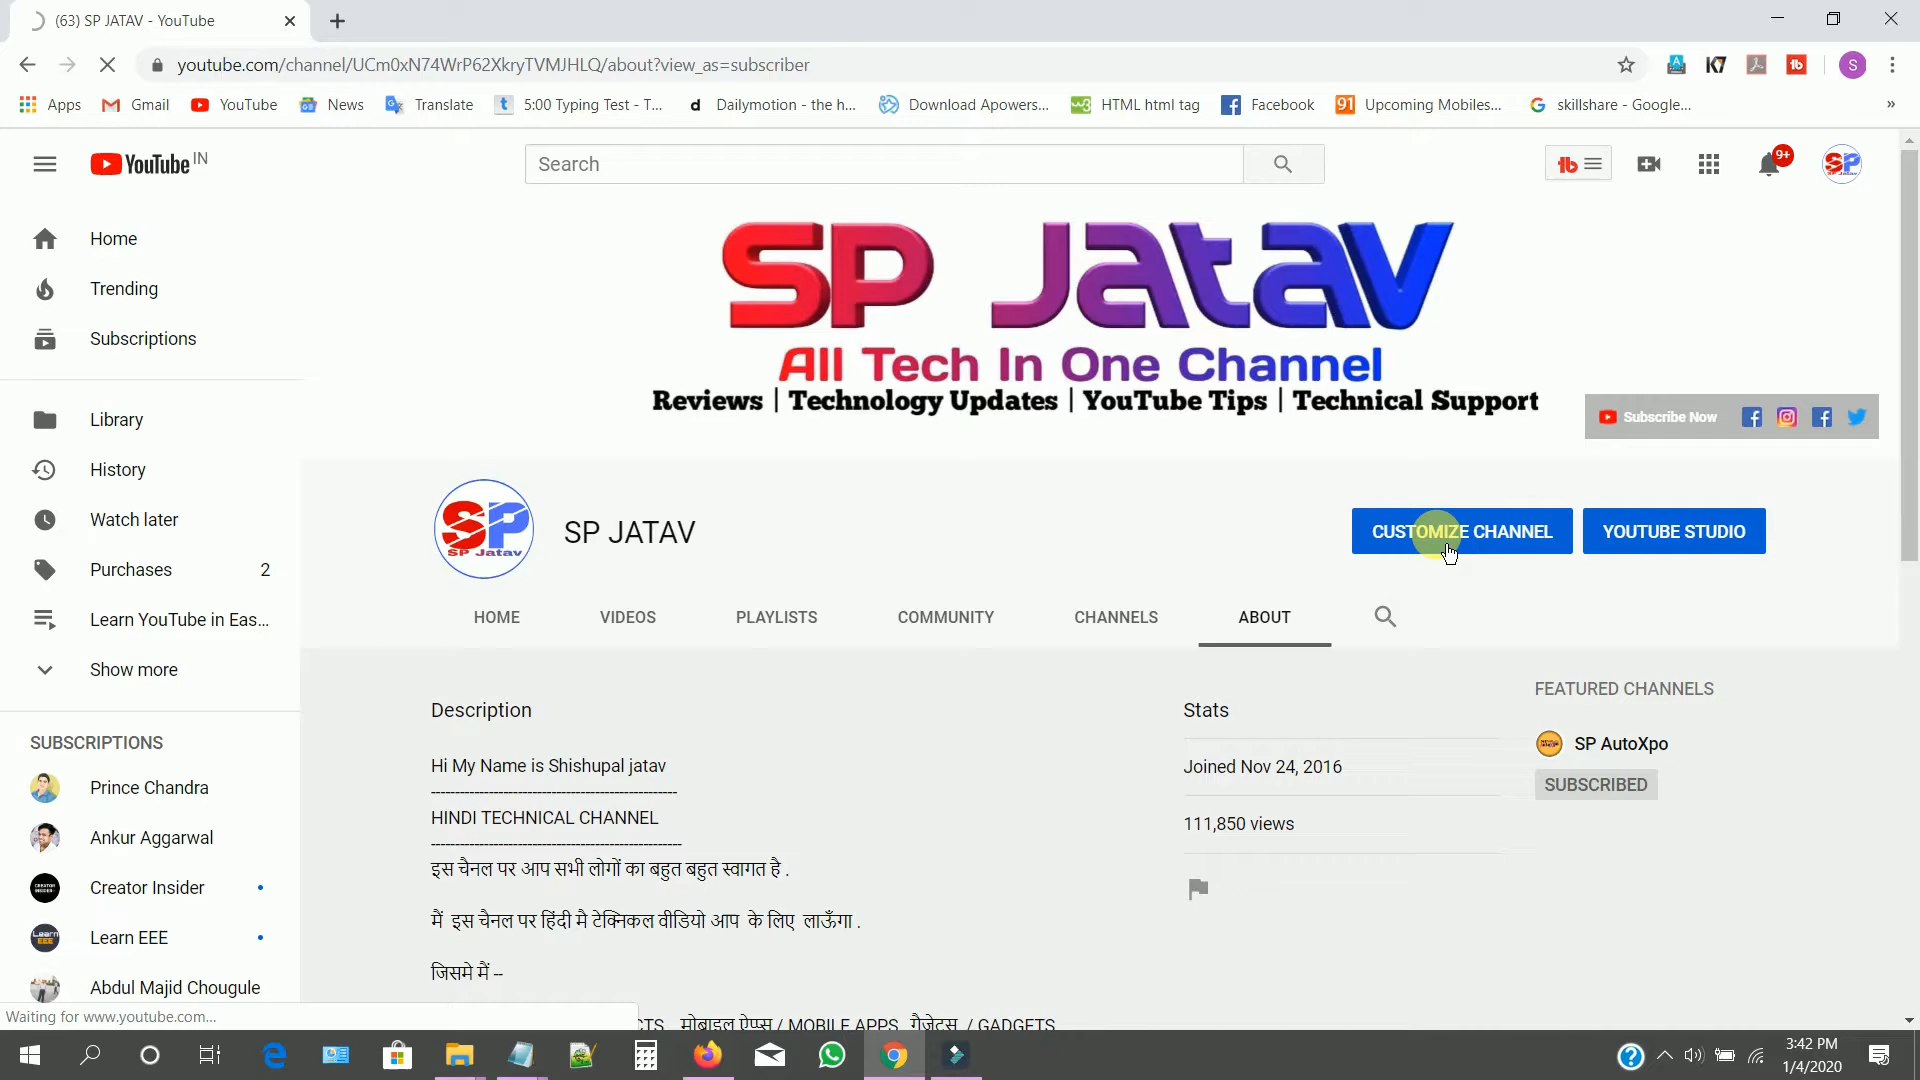 (63) SP JATAV - YouTube
youtube.com/channel/UCm0xN74WrP62XkryTVMJHLQ/about?view_as=subscriber
S
Apps Gmail YouTube News Translate 5:00 Typing Test - T... Dailymotion - the h... Download Apowers... HTML html tag Facebook Upcoming Mobiles... skillshare - Google... »
YouTube IN
Search
9+
Home
Trending
Subscriptions
Library
History
Watch later
Purchases 2
Learn YouTube in Eas...
Show more
SUBSCRIPTIONS
Prince Chandra
Ankur Aggarwal
Creator Insider
Learn EEE
Abdul Majid Chougule
SP Jatav
All Tech In One Channel
Reviews | Technology Updates | YouTube Tips | Technical Support
Subscribe Now
SP
SP Jatav
SP JATAV
CUSTOMIZE CHANNEL
YOUTUBE STUDIO
HOME VIDEOS PLAYLISTS COMMUNITY CHANNELS ABOUT
Description
Hi My Name is Shishupal jatav
--------------------------------------------------
HINDI TECHNICAL CHANNEL
---------------------------------------------------
इस चैनल पर आप सभी लोगों का बहुत बहुत स्वागत है .
मैं इस चैनल पर हिंदी मै टेक्निकल वीडियो आप के लिए लाऊँगा .
जिसमे मैं --
CTS मोबाइल ऐप्स / MOBILE APPS गैजेट्स / GADGETS
Stats
Joined Nov 24, 2016
111,850 views
FEATURED CHANNELS
SP AutoXpo
SUBSCRIBED
Waiting for www.youtube.com...
3:42 PM
1/4/2020